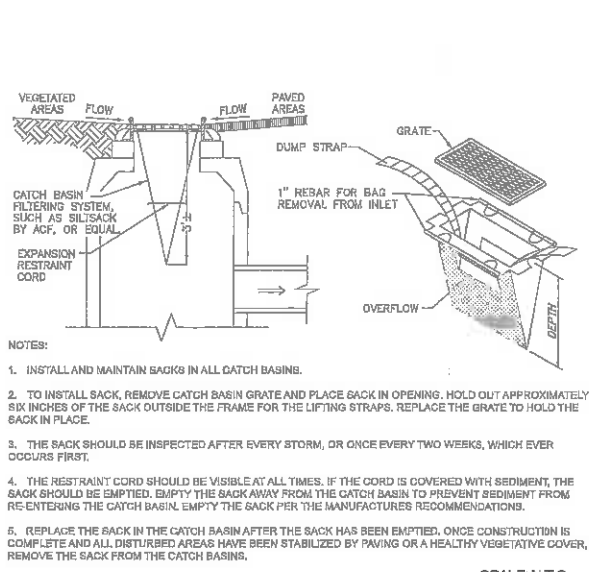 VEGETATED
AREAS
FLOW
FLOW
PAVED
AREAS
DUMP STRAP
GRATE
1" REBAR FOR BAG
REMOVAL FROM INLET
CATCH BASIN
FILTERING SYSTEM,
SUCH AS SILTSACK
BY ACF, OR EQUAL
EXPANSION
RESTRAINT
CORD
OVERFLOW
DEPTH
NOTES:
1. INSTALL AND MAINTAIN SACKS IN ALL CATCH BASINS.
2. TO INSTALL SACK, REMOVE CATCH BASIN GRATE AND PLACE SACK IN OPENING. HOLD OUT APPROXIMATELY
SIX INCHES OF THE SACK OUTSIDE THE FRAME FOR THE LIFTING STRAPS. REPLACE THE GRATE TO HOLD THE
SACK IN PLACE.
3. THE SACK SHOULD BE INSPECTED AFTER EVERY STORM, OR ONCE EVERY TWO WEEKS, WHICH EVER
OCCURS FIRST.
4. THE RESTRAINT CORD SHOULD BE VISIBLE AT ALL TIMES. IF THE CORD IS COVERED WITH SEDIMENT, THE
SACK SHOULD BE EMPTIED. EMPTY THE SACK AWAY FROM THE CATCH BASIN TO PREVENT SEDIMENT FROM
RE-ENTERING THE CATCH BASIN. EMPTY THE SACK PER THE MANUFACTURES RECOMMENDATIONS.
5. REPLACE THE SACK IN THE CATCH BASIN AFTER THE SACK HAS BEEN EMPTIED, ONCE CONSTRUCTION IS
COMPLETE AND ALL DISTURBED AREAS HAVE BEEN STABILIZED BY PAVING OR A HEALTHY VEGETATIVE COVER,
REMOVE THE SACK FROM THE CATCH BASINS.